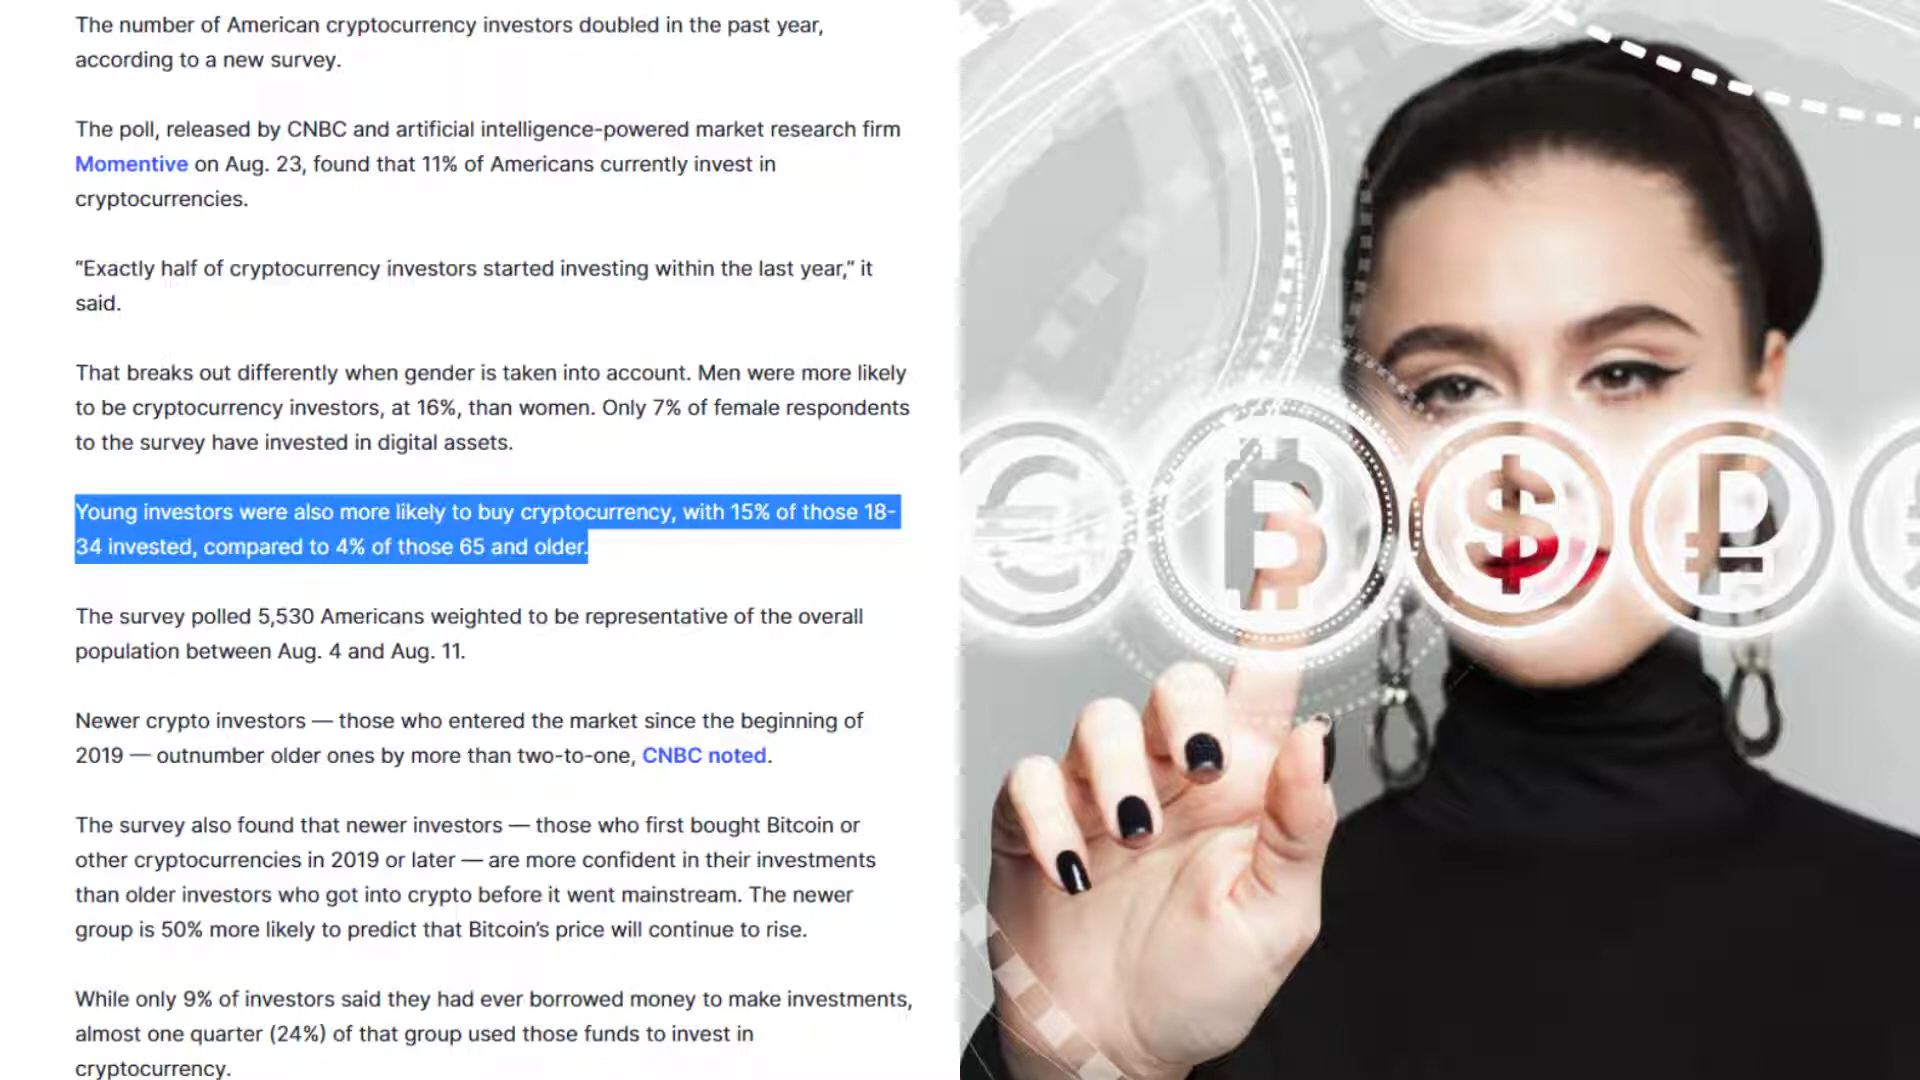 The number of American cryptocurrency investors doubled in the past year,
according to a new survey.
The poll, released by CNBC and artificial intelligence-powered market research firm
Momentive on Aug. 23, found that 11% of Americans currently invest in
cryptocurrencies.
“Exactly half of cryptocurrency investors started investing within the last year,” it
said.
That breaks out differently when gender is taken into account. Men were more likely
to be cryptocurrency investors, at 16%, than women. Only 7% of female respondents
to the survey have invested in digital assets.
Young investors were also more likely to buy cryptocurrency, with 15% of those 18-
34 invested, compared to 4% of those 65 and older.
The survey polled 5,530 Americans weighted to be representative of the overall
population between Aug. 4 and Aug. 11.
Newer crypto investors — those who entered the market since the beginning of
2019 — outnumber older ones by more than two-to-one, CNBC noted.
The survey also found that newer investors — those who first bought Bitcoin or
other cryptocurrencies in 2019 or later — are more confident in their investments
than older investors who got into crypto before it went mainstream. The newer
group is 50% more likely to predict that Bitcoin’s price will continue to rise.
While only 9% of investors said they had ever borrowed money to make investments,
almost one quarter (24%) of that group used those funds to invest in
cryptocurrency.